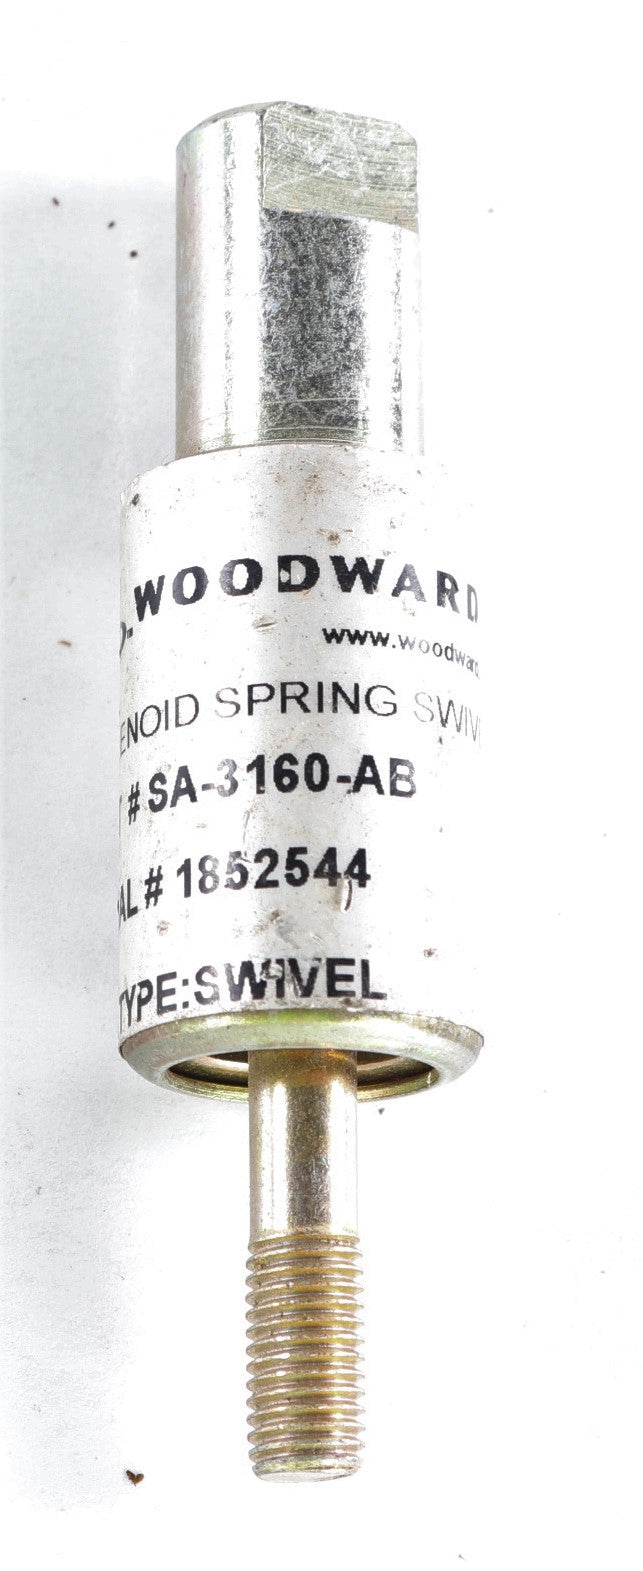 WOODWARD
www.woodward.
ENOID SPRING SWIV
# SA-3160-AB
AL # 1852544
TYPE:SWIVEL